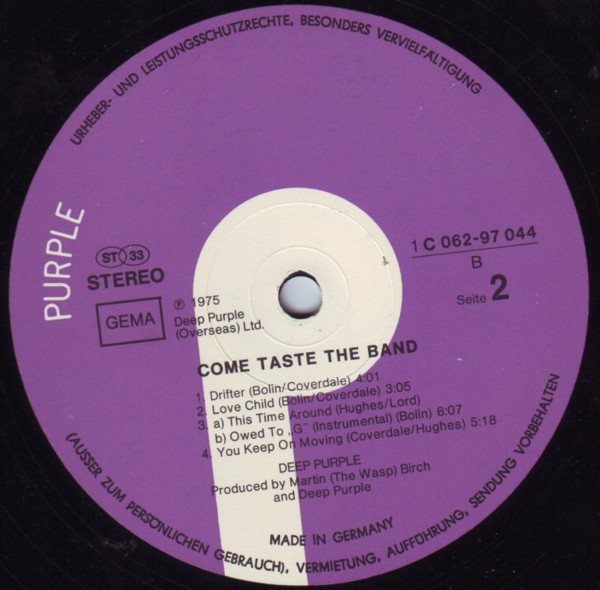 URHEBER- UND LEISTUNGSSCHUTZRECHTE, BESONDERS VERVIELFÄLTIGUNG
PURPLE
ST 33
STEREO
GEMA
℗ 1975
Deep Purple
(Overseas) Ltd.
1 C 062-97 044
B
Seite 2
COME TASTE THE BAND
1. Drifter (Bolin/Coverdale) 4:01
2. Love Child (Bolin/Coverdale) 3:05
3. a) This Time Around (Hughes/Lord)
b) Owed To „G” (Instrumental) (Bolin) 6:07
4. You Keep On Moving (Coverdale/Hughes) 5:18
DEEP PURPLE
Produced by Martin (The Wasp) Birch
and Deep Purple
MADE IN GERMANY
(AUSSER ZUM PERSÖNLICHEN GEBRAUCH), VERMIETUNG, AUFFÜHRUNG, SENDUNG VORBEHALTEN